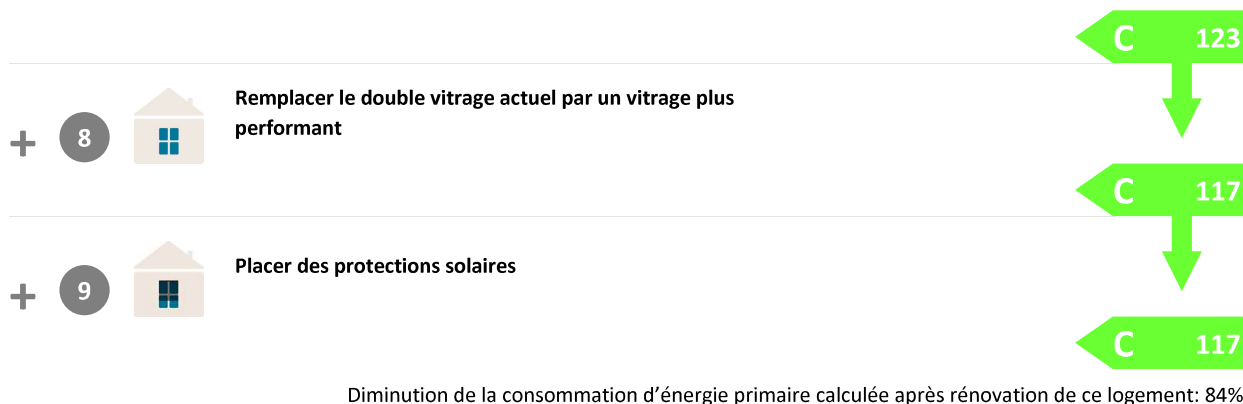 C 123
Remplacer le double vitrage actuel par un vitrage plus
performant
+ 8
C 117
Placer des protections solaires
+ 9
C 117
Diminution de la consommation d’énergie primaire calculée après rénovation de ce logement: 84%